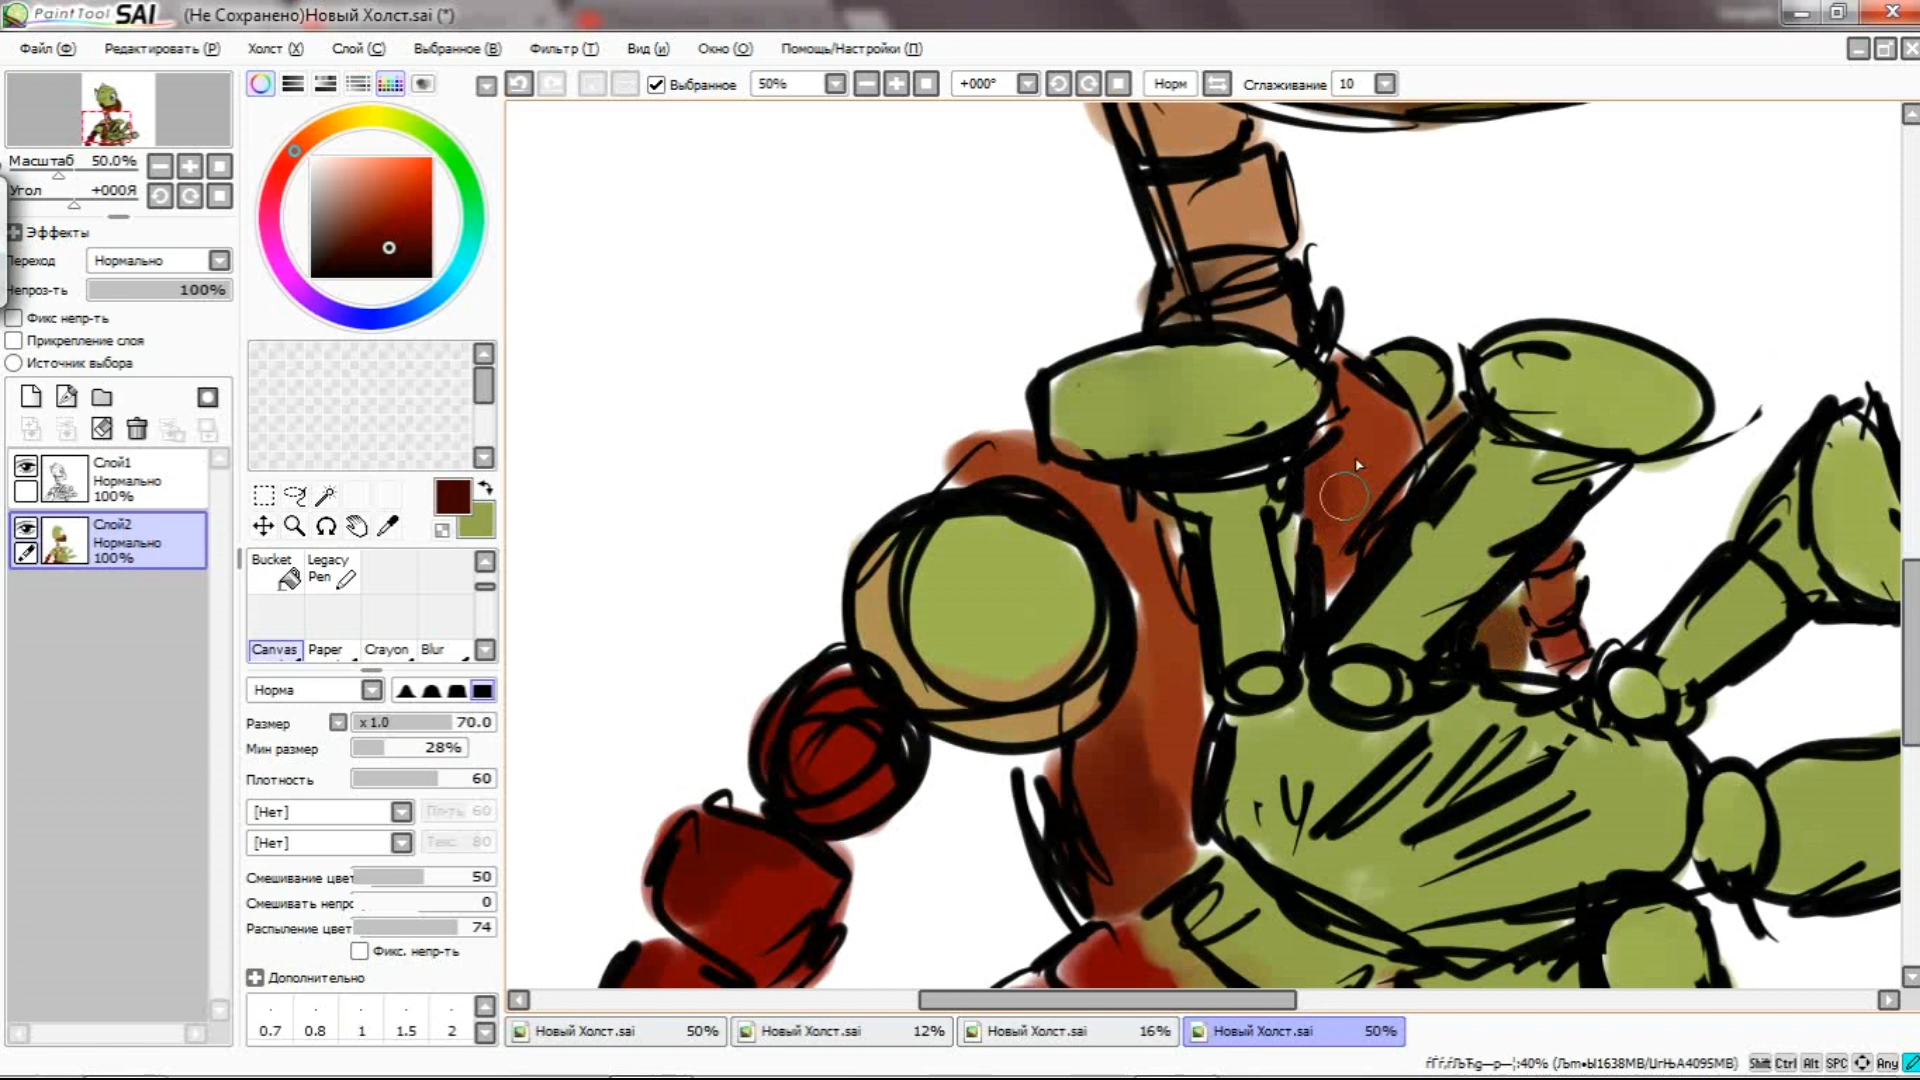 PaintTool SAI (Не Сохранено)Новый Холст.sai (*)
Файл (Ф) Редактировать (Р) Холст (Х) Слой (С) Выбранное (В) Фильтр (Т) Вид (и) Окно (О) Помощь/Настройки (П)
Выбранное 50% +000° Норм Сглаживание 10
Масштаб 50.0%
Угол +000Я
Эффекты
Переход Нормально
Непроз-ть 100%
Фикс непр-ть
Прикрепление слоя
Источник выбора
Слой1
Нормально
100%
Слой2
Нормально
100%
Bucket Legacy Pen
Canvas Paper Crayon Blur
Норма
Размер x 1.0 70.0
Мин размер 28%
Плотность 60
[Нет] Пл-ть 60
[Нет] Текс 80
Смешивание цвет 50
Смешивать непро 0
Распыление цвет 74
Фикс. непр-ть
Дополнительно
0.7 0.8 1 1.5 2
Новый Холст.sai 50% Новый Холст.sai 12% Новый Холст.sai 16% Новый Холст.sai 50%
Shift Ctrl Alt SPC Any